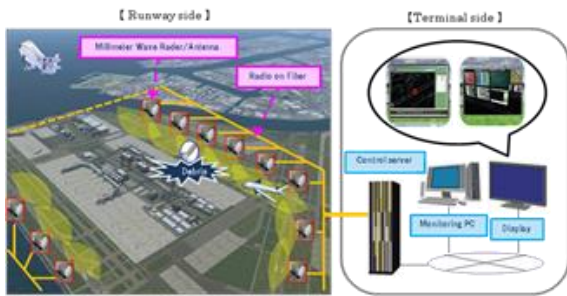 【 Runway side 】
【Terminal side】
Millimeter Wave Rader/Antenna
Radio on Fiber
Debris
Control server
Monitoring PC
Display